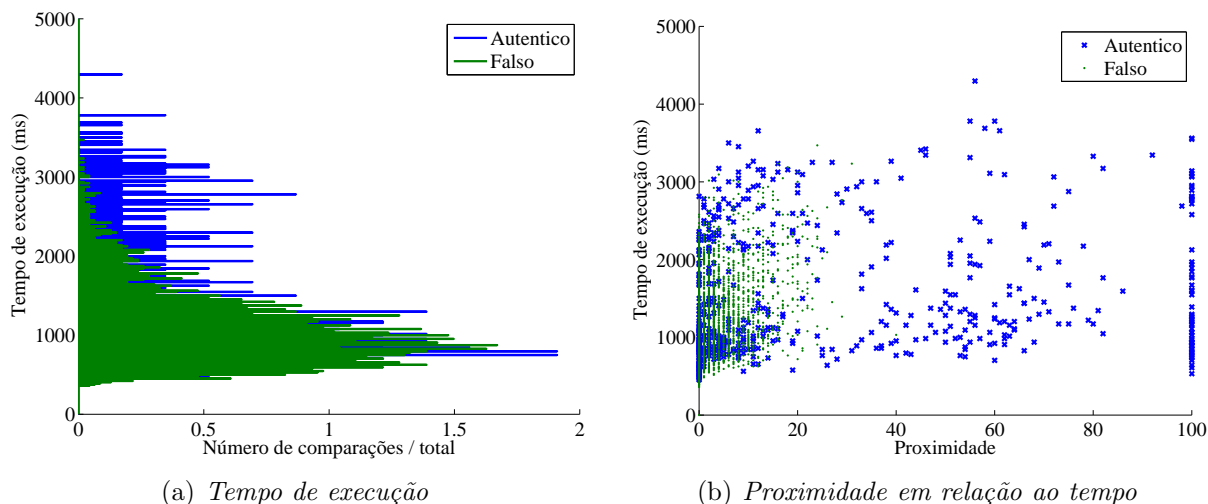 5000
4000
3000
2000
1000
0
Tempo de execução (ms)
Autentico
Falso
0 0.5 1 1.5 2
Número de comparações / total
(a) Tempo de execução
5000
4000
3000
2000
1000
0
Tempo de execução (ms)
Autentico
Falso
0 20 40 60 80 100
Proximidade
(b) Proximidade em relação ao tempo